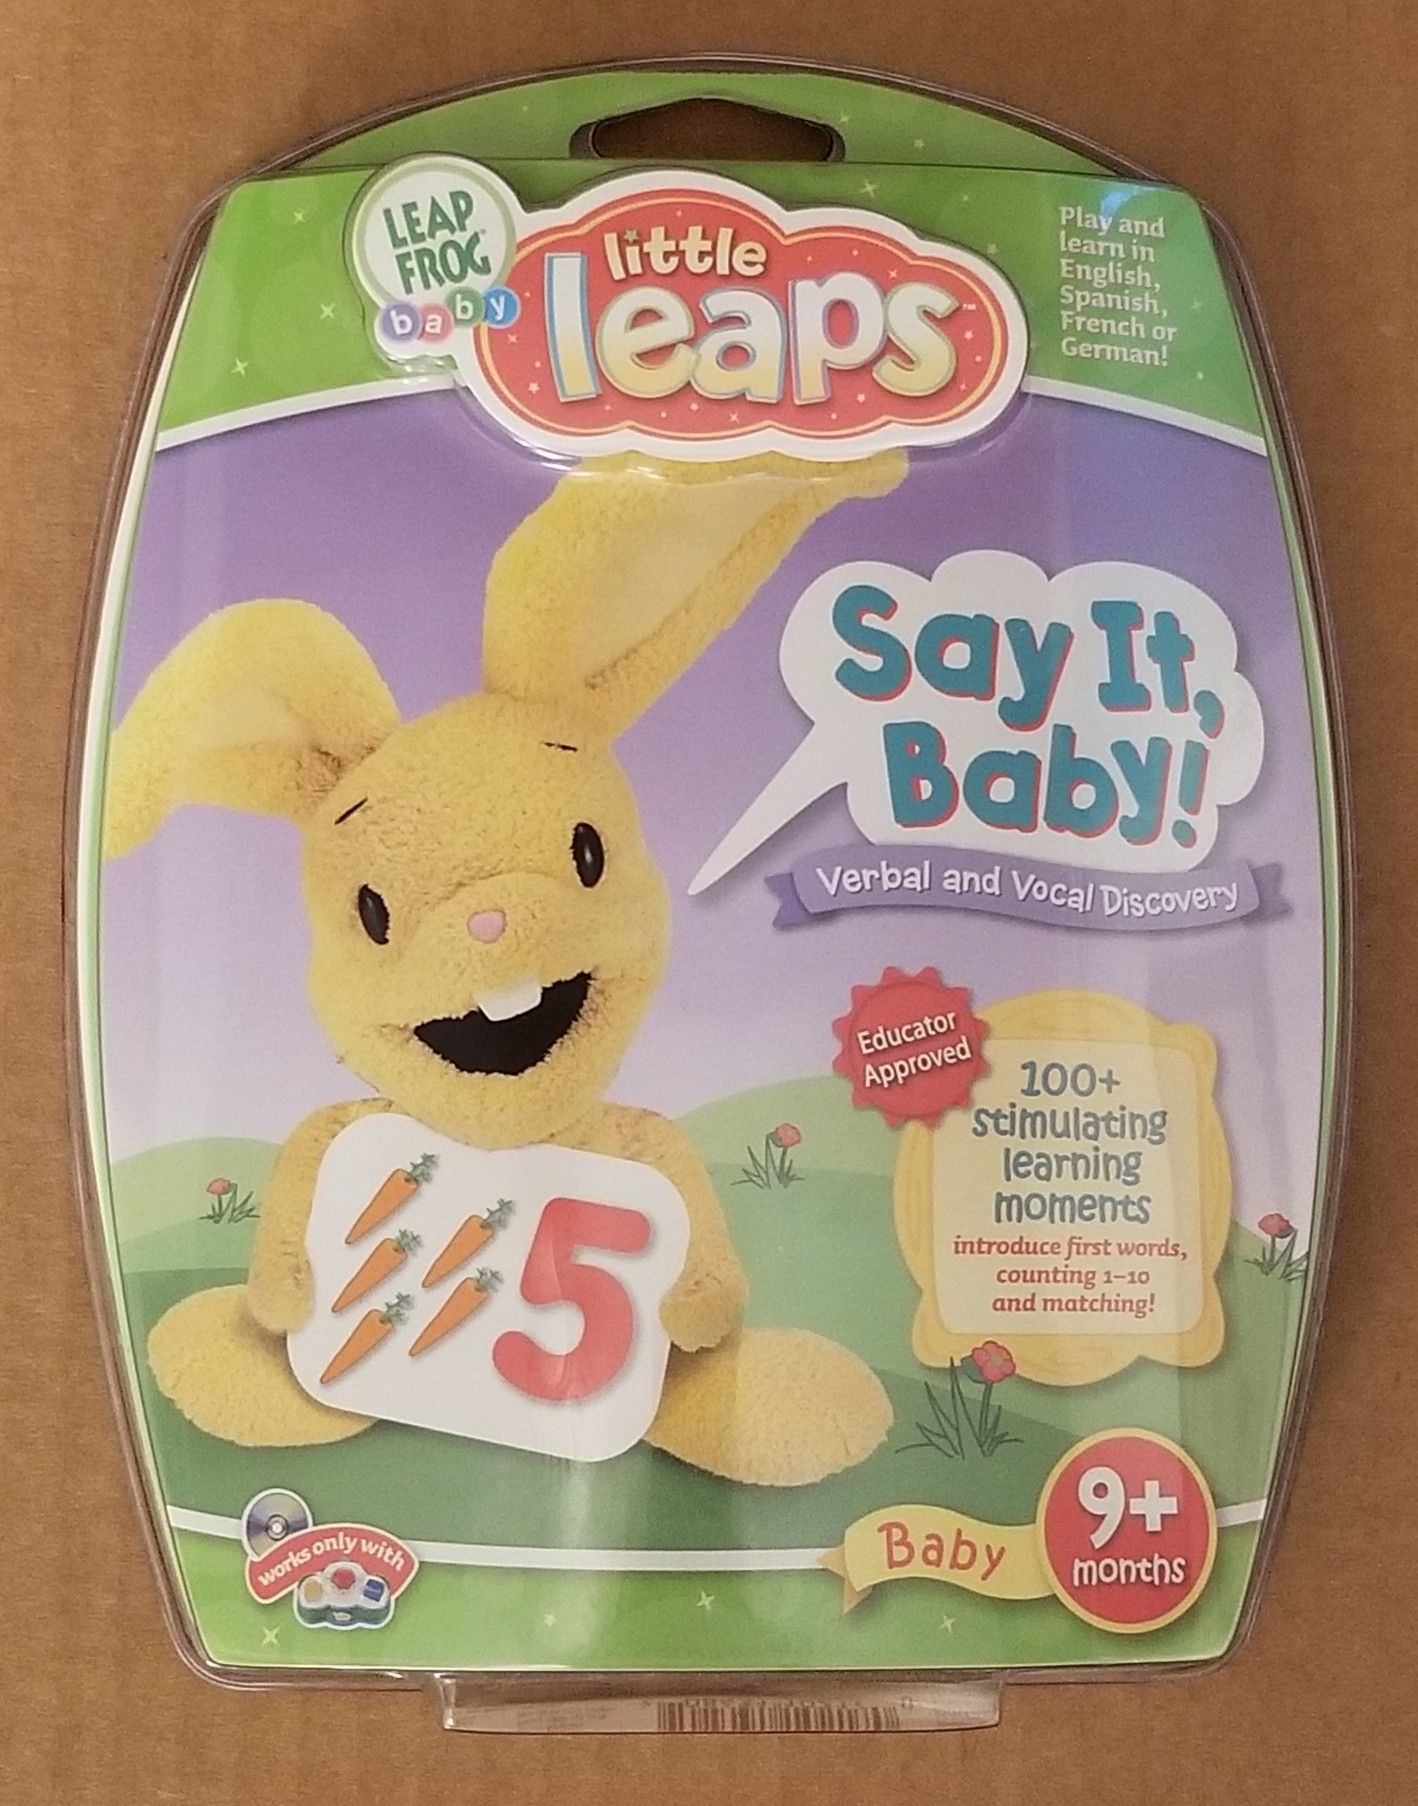 LEAP
FROG™
baby
little
leaps™
Play and
learn in
English,
Spanish,
French or
German!
Say It,
Baby!
Verbal and Vocal Discovery
Educator
Approved
100+
stimulating
learning
moments
introduce first words,
counting 1–10
and matching!
5
works only with
Baby
9+
months